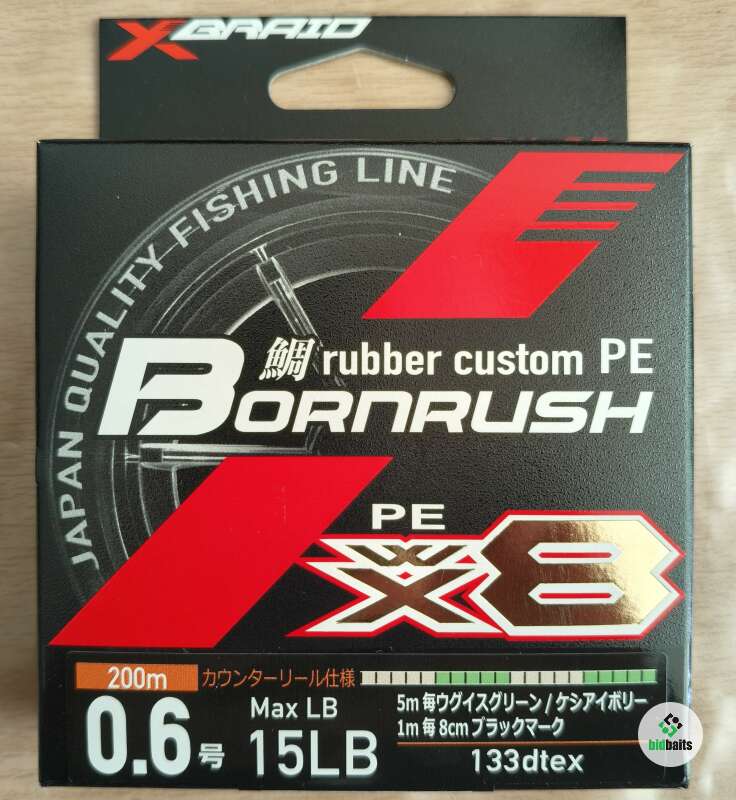 XBRAID
JAPAN QUALITY FISHING LINE
鯛 rubber custom PE
BORNRUSH
PE
WX8
200m カウンターリール仕様
0.6号
Max LB
15LB
5m毎ウグイスグリーン/ケシアイボリー
1m毎8cmブラックマーク
133dtex
bidbaits